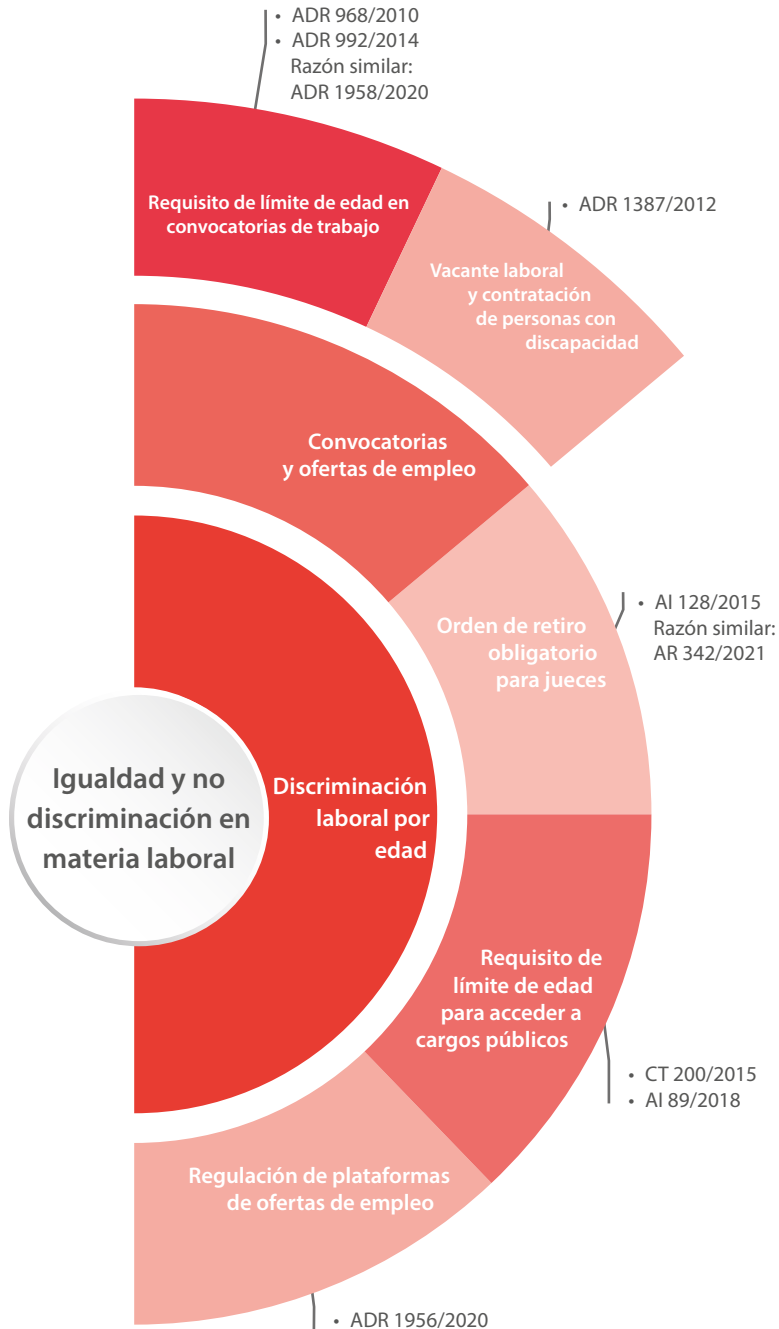 • ADR 968/2010
• ADR 992/2014
Razón similar:
ADR 1958/2020
Requisito de límite de edad en
convocatorias de trabajo
• ADR 1387/2012
Vacante laboral
y contratación
de personas con
discapacidad
Convocatorias
y ofertas de empleo
• AI 128/2015
Razón similar:
AR 342/2021
Orden de retiro
obligatorio
para jueces
Igualdad y no
discriminación en
materia laboral
Discriminación
laboral por
edad
Requisito de
límite de edad
para acceder a
cargos públicos
• CT 200/2015
• AI 89/2018
Regulación de plataformas
de ofertas de empleo
• ADR 1956/2020